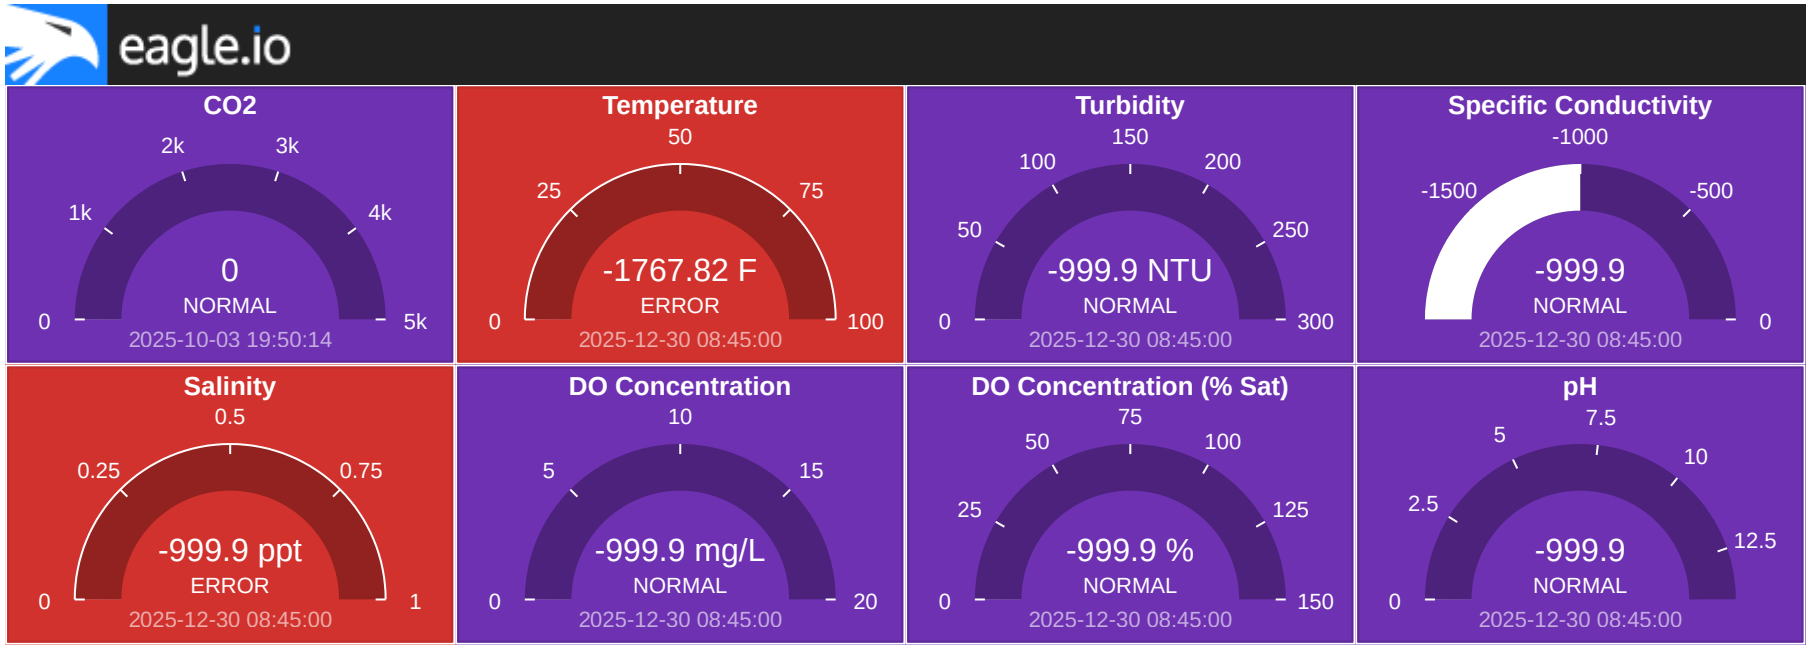 eagle.io
CO2
0
1k
2k
3k
4k
5k
0
NORMAL
2025-10-03 19:50:14
Temperature
0
25
50
75
100
-1767.82 F
ERROR
2025-12-30 08:45:00
Turbidity
0
50
100
150
200
250
300
-999.9 NTU
NORMAL
2025-12-30 08:45:00
Specific Conductivity
-1500
-1000
-500
0
-999.9
NORMAL
2025-12-30 08:45:00
Salinity
0
0.25
0.5
0.75
1
-999.9 ppt
ERROR
2025-12-30 08:45:00
DO Concentration
0
5
10
15
20
-999.9 mg/L
NORMAL
2025-12-30 08:45:00
DO Concentration (% Sat)
0
25
50
75
100
125
150
-999.9 %
NORMAL
2025-12-30 08:45:00
pH
0
2.5
5
7.5
10
12.5
-999.9
NORMAL
2025-12-30 08:45:00